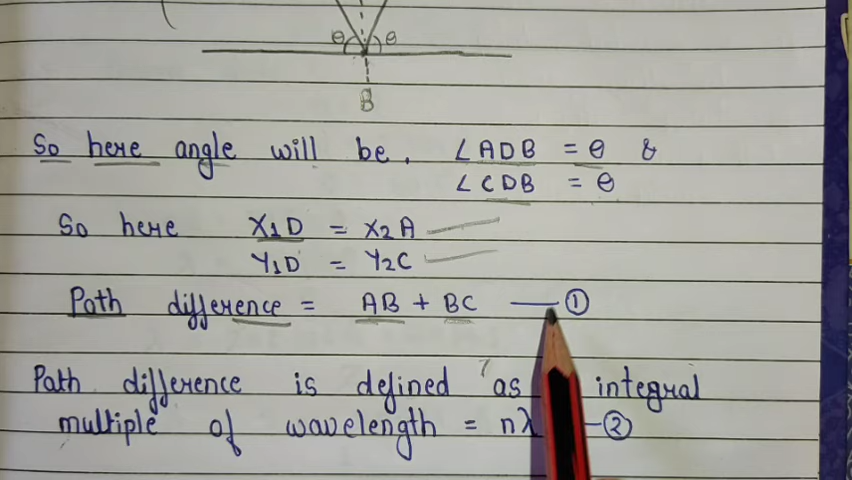 θ θ
B
So here angle will be. ∠ADB = θ &
∠CDB = θ
So here X1D = X2A
Y1D = Y2C
Path difference = AB + BC — ①
Path difference is defined as integral
multiple of wavelength = nλ — ②